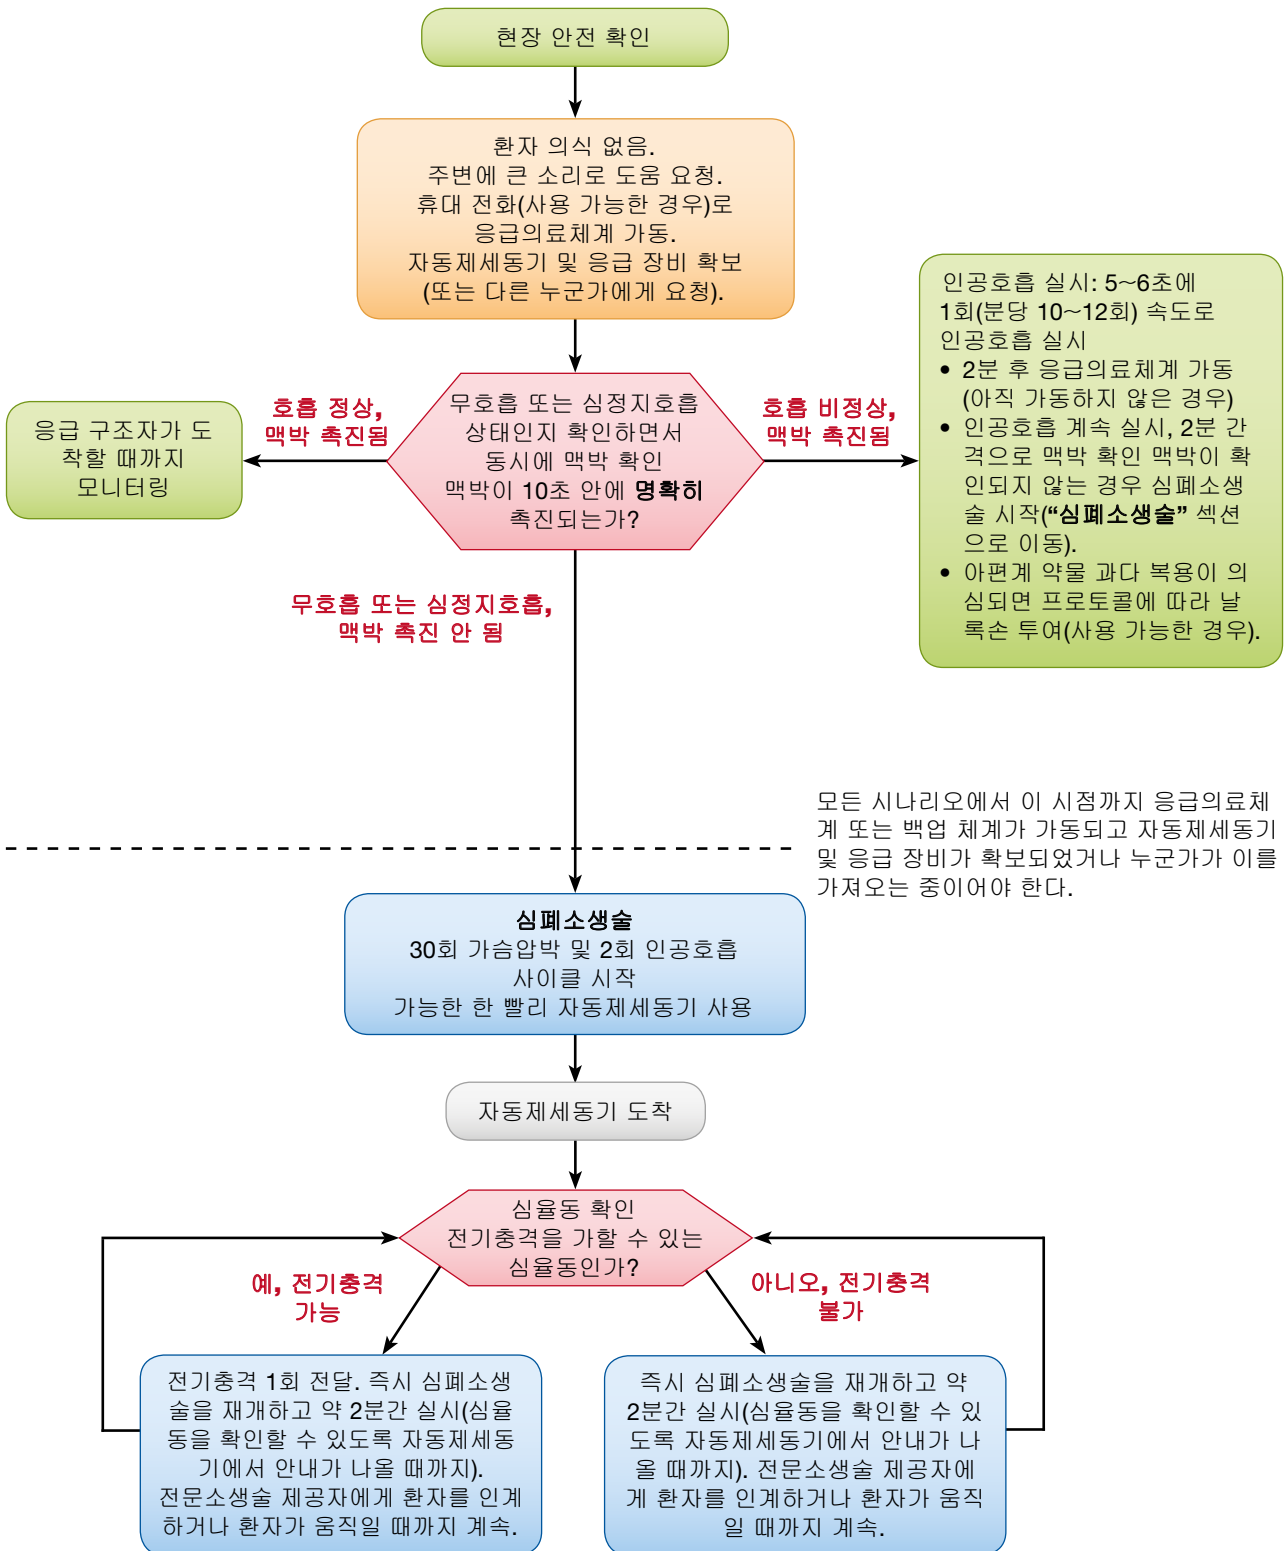 현장 안전 확인
환자 의식 없음.
주변에 큰 소리로 도움 요청.
휴대 전화(사용 가능한 경우)로
응급의료체계 가동.
자동제세동기 및 응급 장비 확보
(또는 다른 누군가에게 요청).
무호흡 또는 심정지호흡
상태인지 확인하면서
동시에 맥박 확인
맥박이 10초 안에 명확히
촉진되는가?
호흡 정상,
맥박 촉진됨
응급 구조자가 도
착할 때까지
모니터링
호흡 비정상,
맥박 촉진됨
인공호흡 실시: 5~6초에
1회(분당 10~12회) 속도로
인공호흡 실시
• 2분 후 응급의료체계 가동
(아직 가동하지 않은 경우)
• 인공호흡 계속 실시, 2분 간
격으로 맥박 확인 맥박이 확
인되지 않는 경우 심폐소생
술 시작(“심폐소생술” 섹션
으로 이동).
• 아편계 약물 과다 복용이 의
심되면 프로토콜에 따라 날
록손 투여(사용 가능한 경우).
무호흡 또는 심정지호흡,
맥박 촉진 안 됨
모든 시나리오에서 이 시점까지 응급의료체
계 또는 백업 체계가 가동되고 자동제세동기
및 응급 장비가 확보되었거나 누군가가 이를
가져오는 중이어야 한다.
심폐소생술
30회 가슴압박 및 2회 인공호흡
사이클 시작
가능한 한 빨리 자동제세동기 사용
자동제세동기 도착
심율동 확인
전기충격을 가할 수 있는
심율동인가?
예, 전기충격
가능
아니오, 전기충격
불가
전기충격 1회 전달. 즉시 심폐소생
술을 재개하고 약 2분간 실시(심율
동을 확인할 수 있도록 자동제세동
기에서 안내가 나올 때까지).
전문소생술 제공자에게 환자를 인계
하거나 환자가 움직일 때까지 계속.
즉시 심폐소생술을 재개하고 약
2분간 실시(심율동을 확인할 수 있
도록 자동제세동기에서 안내가 나
올 때까지). 전문소생술 제공자에
게 환자를 인계하거나 환자가 움직
일 때까지 계속.